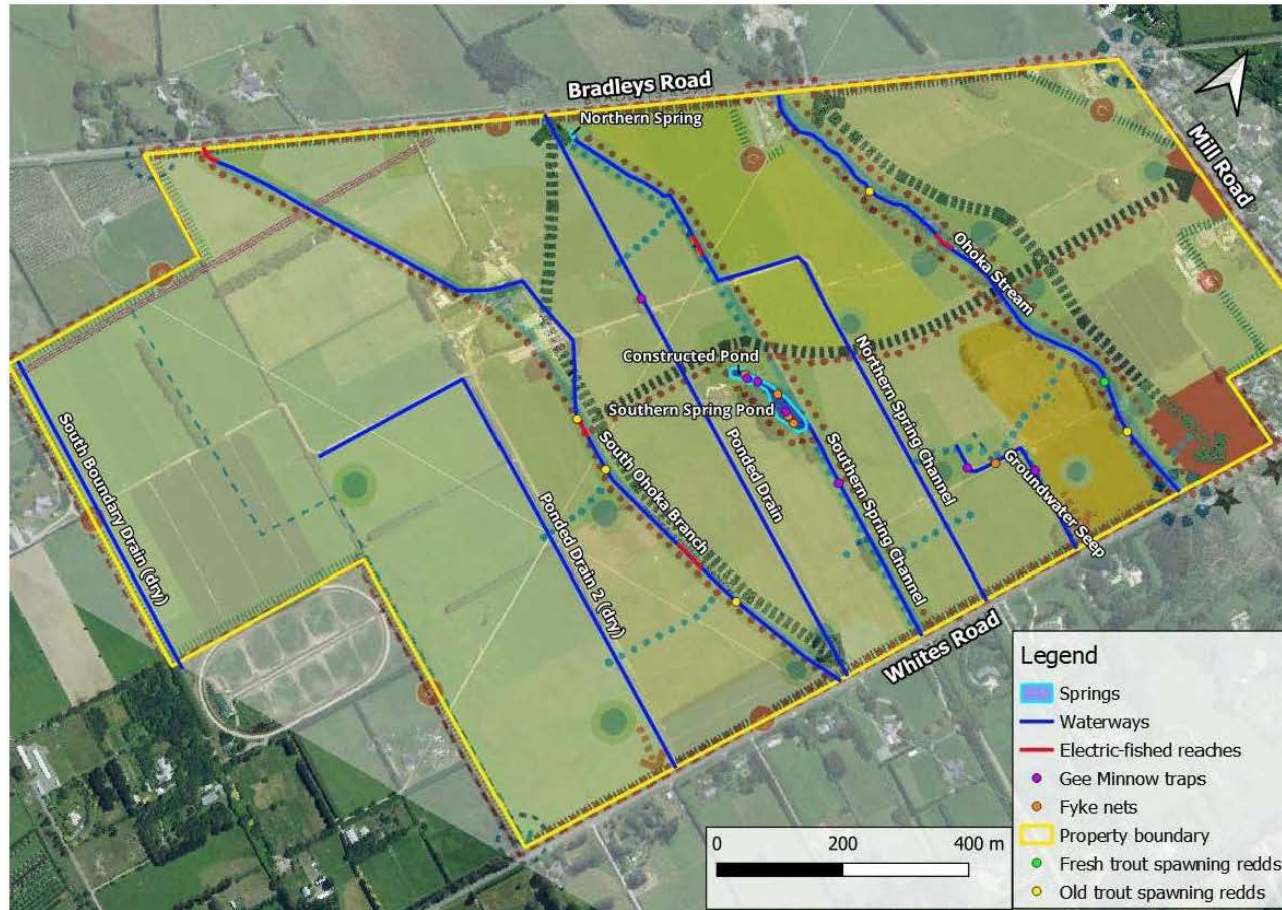 Bradleys Road
Northern Spring
Mill Road
Ohoka Stream
Constructed Pond
Southern Spring Pond
Northern Spring Channel
South Boundary Drain (dry)
South Ohoka Branch
Ponded Drain
Southern Spring Channel
Groundwater Seep
Ponded Drain 2 (dry)
Whites Road
Legend
Springs
Waterways
Electric-fished reaches
Gee Minnow traps
Fyke nets
Property boundary
Fresh trout spawning redds
Old trout spawning redds
0 200 400 m